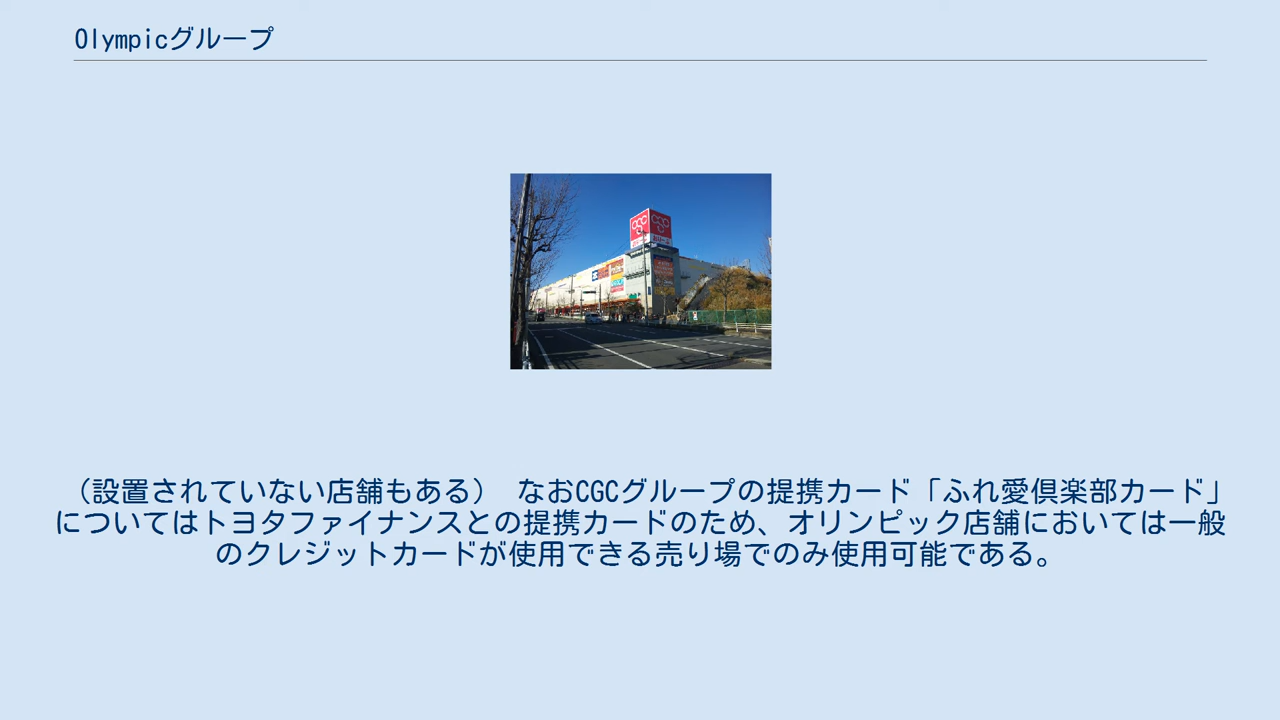 Olympicグループ
cgc cgc
（設置されていない店舗もある） なおCGCグループの提携カード「ふれ愛倶楽部カード」
についてはトヨタファイナンスとの提携カードのため、オリンピック店舗においては一般
のクレジットカードが使用できる売り場でのみ使用可能である。